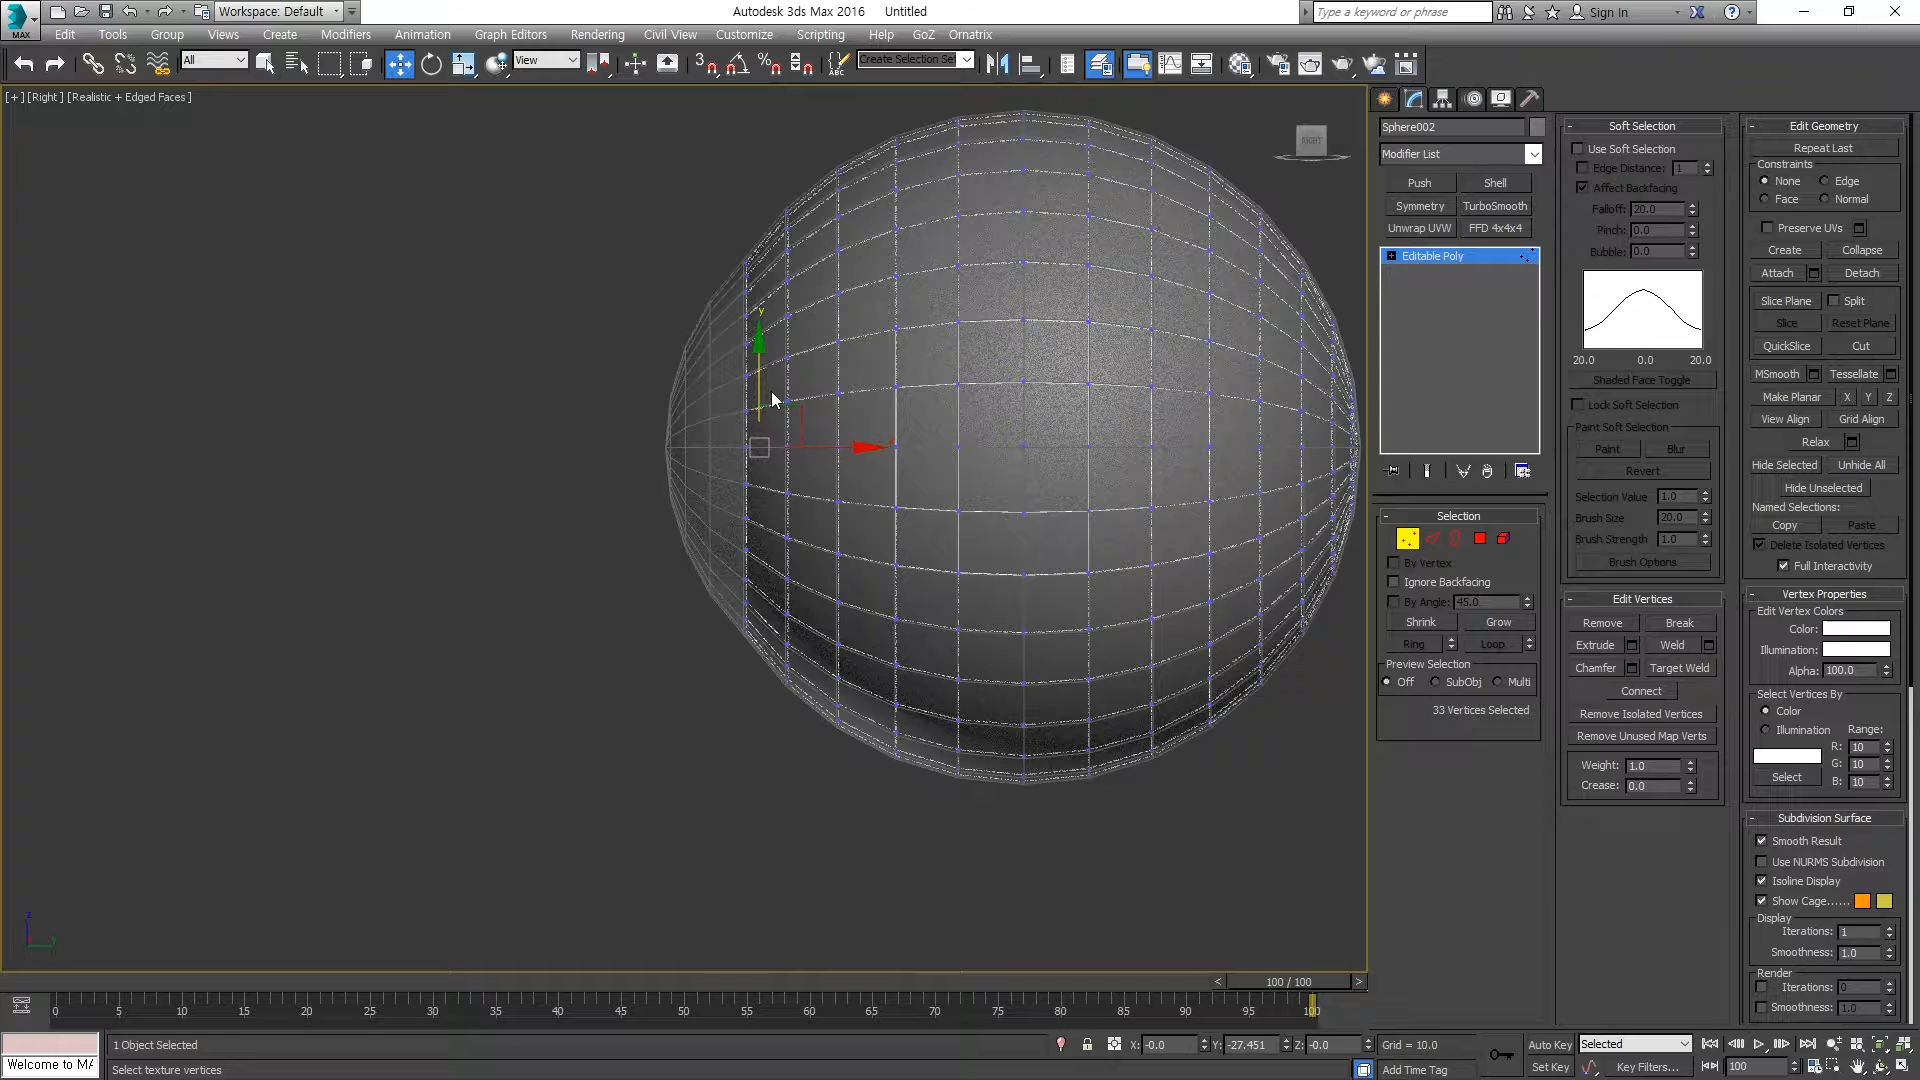 Workspace: Default
Autodesk 3ds Max 2016 Untitled
Type a keyword or phrase
Sign In
MAX
Edit Tools Group Views Create Modifiers Animation Graph Editors Rendering Civil View Customize Scripting Help GoZ Ornatrix
All
View
Create Selection Se
[+] [Right] [Realistic + Edged Faces ]
RIGHT
y
z
Sphere002
Modifier List
Push Shell
Symmetry TurboSmooth
Unwrap UVW FFD 4x4x4
Editable Poly
- Selection
By Vertex
Ignore Backfacing
By Angle: 45.0
Shrink Grow
Ring Loop
Preview Selection
Off SubObj Multi
33 Vertices Selected
- Soft Selection
Use Soft Selection
Edge Distance: 1
Affect Backfacing
Falloff: 20.0
Pinch: 0.0
Bubble: 0.0
20.0 0.0 20.0
Shaded Face Toggle
Lock Soft Selection
Paint Soft Selection
Paint Blur
Revert
Selection Value 1.0
Brush Size 20.0
Brush Strength 1.0
Brush Options
- Edit Vertices
Remove Break
Extrude Weld
Chamfer Target Weld
Connect
Remove Isolated Vertices
Remove Unused Map Verts
Weight: 1.0
Crease: 0.0
- Edit Geometry
Repeat Last
Constraints
None Edge
Face Normal
Preserve UVs
Create Collapse
Attach Detach
Slice Plane Split
Slice Reset Plane
QuickSlice Cut
MSmooth Tessellate
Make Planar X Y Z
View Align Grid Align
Relax
Hide Selected Unhide All
Hide Unselected
Named Selections:
Copy Paste
Delete Isolated Vertices
Full Interactivity
- Vertex Properties
Edit Vertex Colors
Color:
Illumination:
Alpha: 100.0
Select Vertices By
Color
Illumination Range:
R: 10
G: 10
Select B: 10
- Subdivision Surface
Smooth Result
Use NURMS Subdivision
Isoline Display
Show Cage......
Display
Iterations: 1
Smoothness: 1.0
Render
Iterations: 0
Smoothness: 1.0
< 100 / 100 >
0 5 10 15 20 25 30 35 40 45 50 55 60 65 70 75 80 85 90 95 100
1 Object Selected
X: -0.0 Y: -27.451 Z: -0.0 Grid = 10.0
Auto Key Selected
Welcome to MA
Select texture vertices
Add Time Tag
Set Key Key Filters... 100